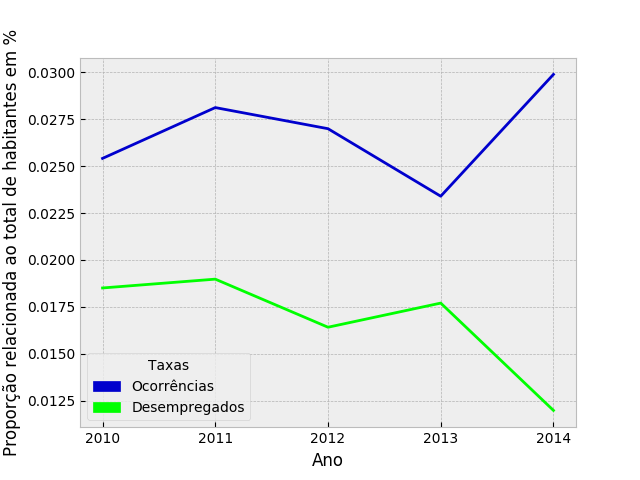 Proporção relacionada ao total de habitantes em %
0.0300
0.0275
0.0250
0.0225
0.0200
0.0175
0.0150
0.0125
Taxas
Ocorrências
Desempregados
2010 2011 2012 2013 2014
Ano